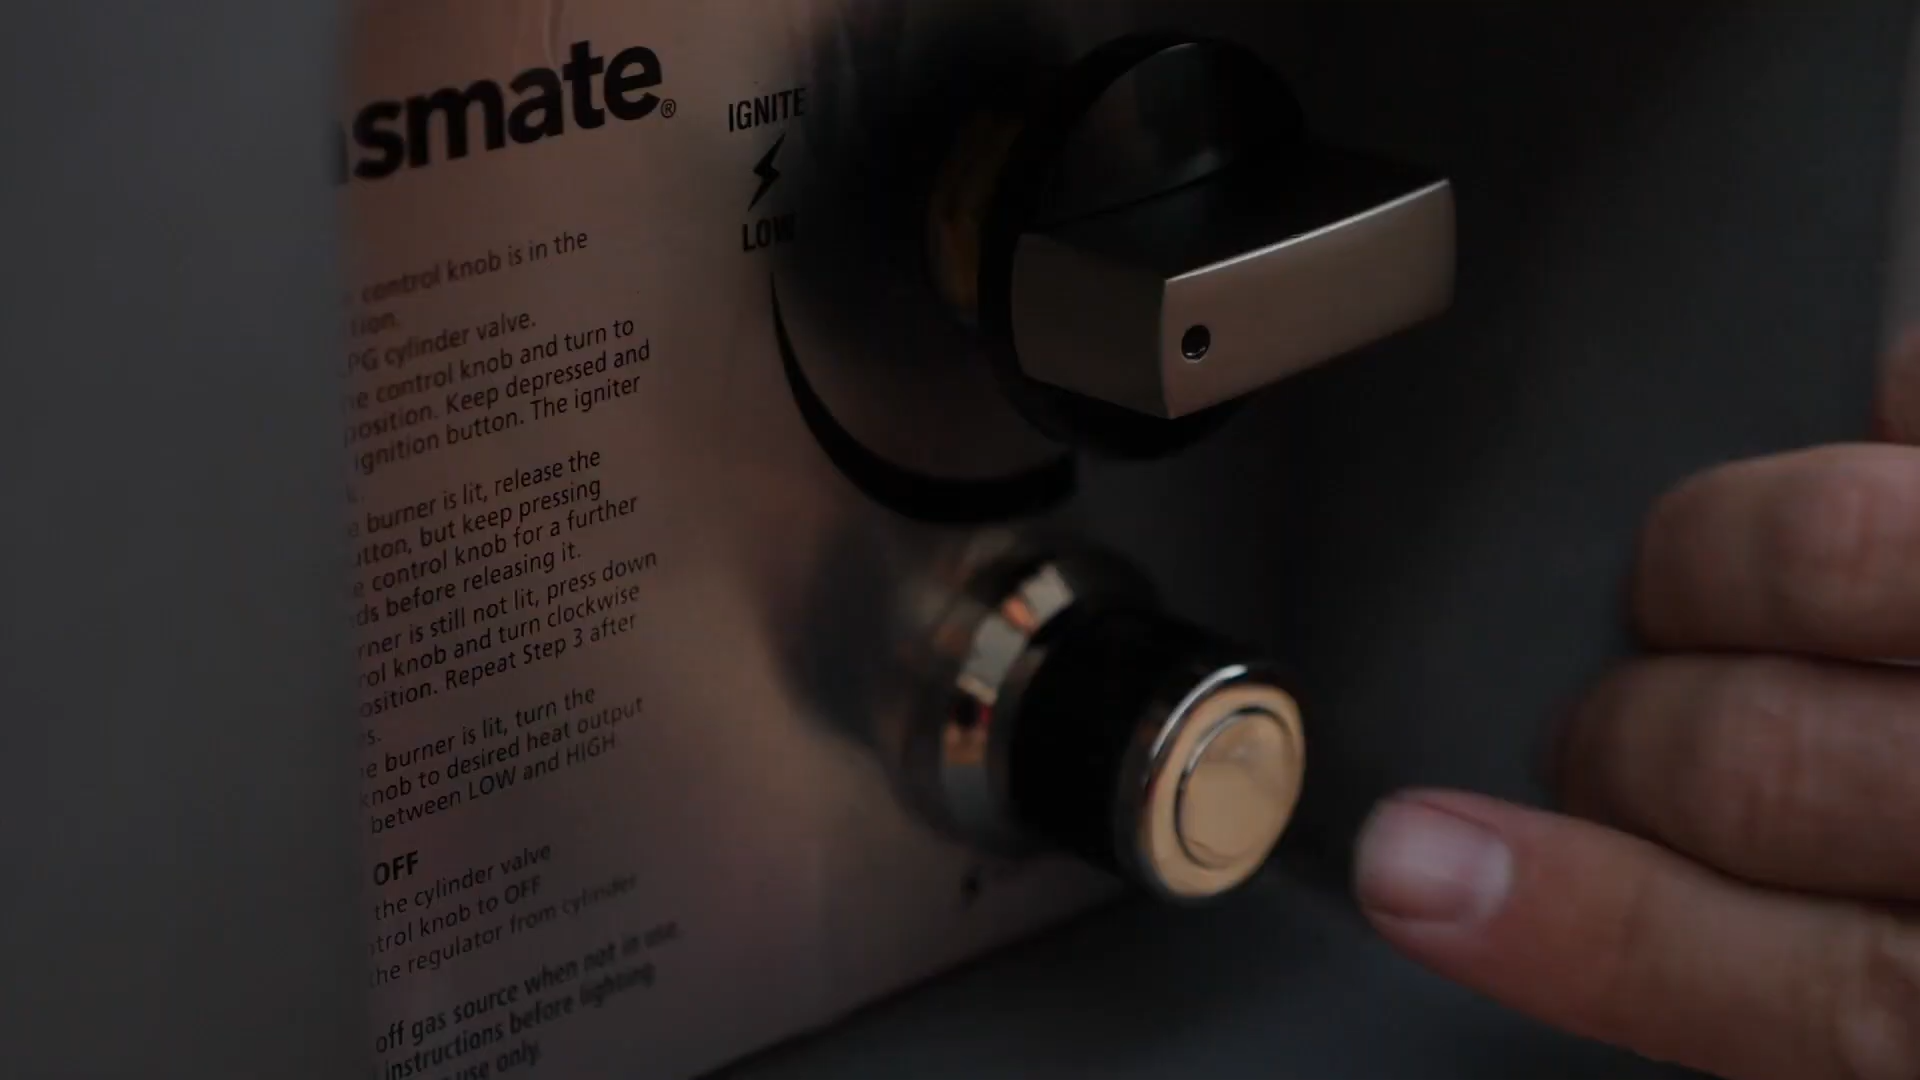 smate®
IGNITE
LOW
control knob is in the
tion.
PG cylinder valve.
e control knob and turn to
position. Keep depressed and
ignition button. The igniter
burner is lit, release the
tton, but keep pressing
e control knob for a further
ds before releasing it.
rner is still not lit, press down
rol knob and turn clockwise
osition. Repeat Step 3 after
s.
e burner is lit, turn the
knob to desired heat output
between LOW and HIGH
OFF
the cylinder valve
trol knob to OFF
he regulator from cylinder
off gas source when not in use.
instructions before lighting
use only.